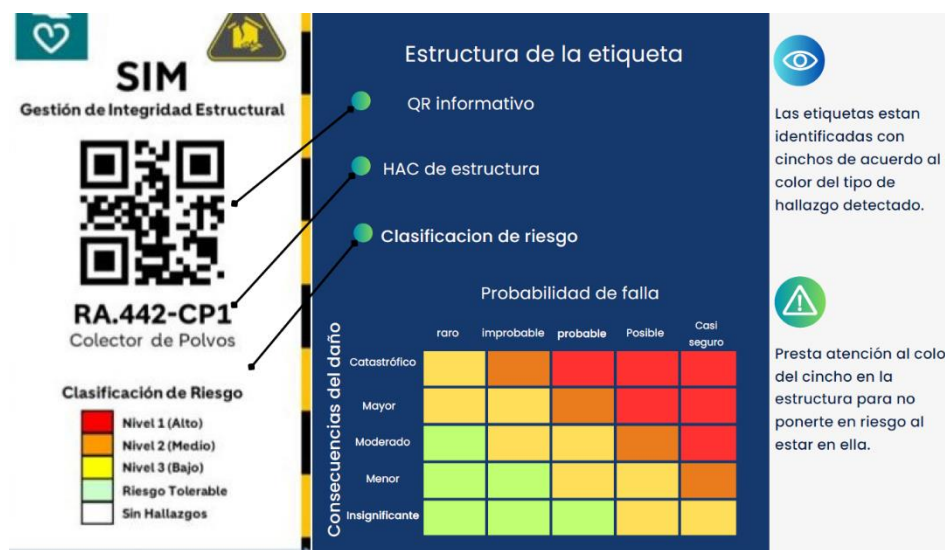 SIM
Gestión de Integridad Estructural
RA.442-CP1
Colector de Polvos
Clasificación de Riesgo
Nivel 1 (Alto)
Nivel 2 (Medio)
Nivel 3 (Bajo)
Riesgo Tolerable
Sin Hallazgos
Estructura de la etiqueta
QR informativo
HAC de estructura
Clasificacion de riesgo
Probabilidad de falla
raro improbable probable Posible Casi
seguro
Consecuencias del daño
Catastrófico
Mayor
Moderado
Menor
Insignificante
Las etiquetas estan
identificadas con
cinchos de acuerdo al
color del tipo de
hallazgo detectado.
Presta atención al colo
del cincho en la
estructura para no
ponerte en riesgo al
estar en ella.